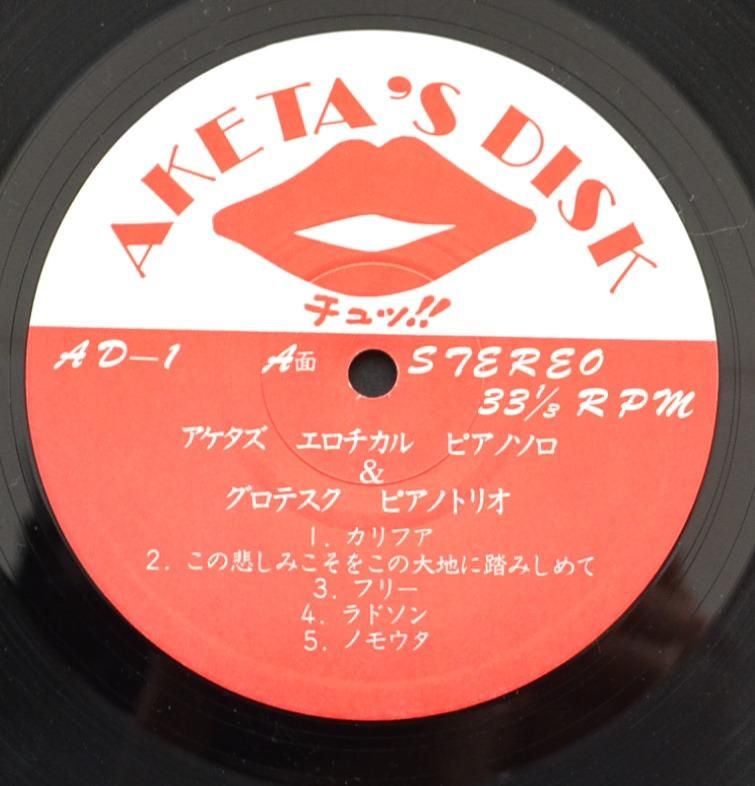 AKETA'S DISK
チュッ!!
AD-1 A面 STEREO
33 1/3 RPM
アケタズ エロチカル ピアノソロ
&
グロテスク ピアノトリオ
1. カリファ
2. この悲しみこそをこの大地に踏みしめて
3. フリー
4. ラドソン
5. ノモウタ